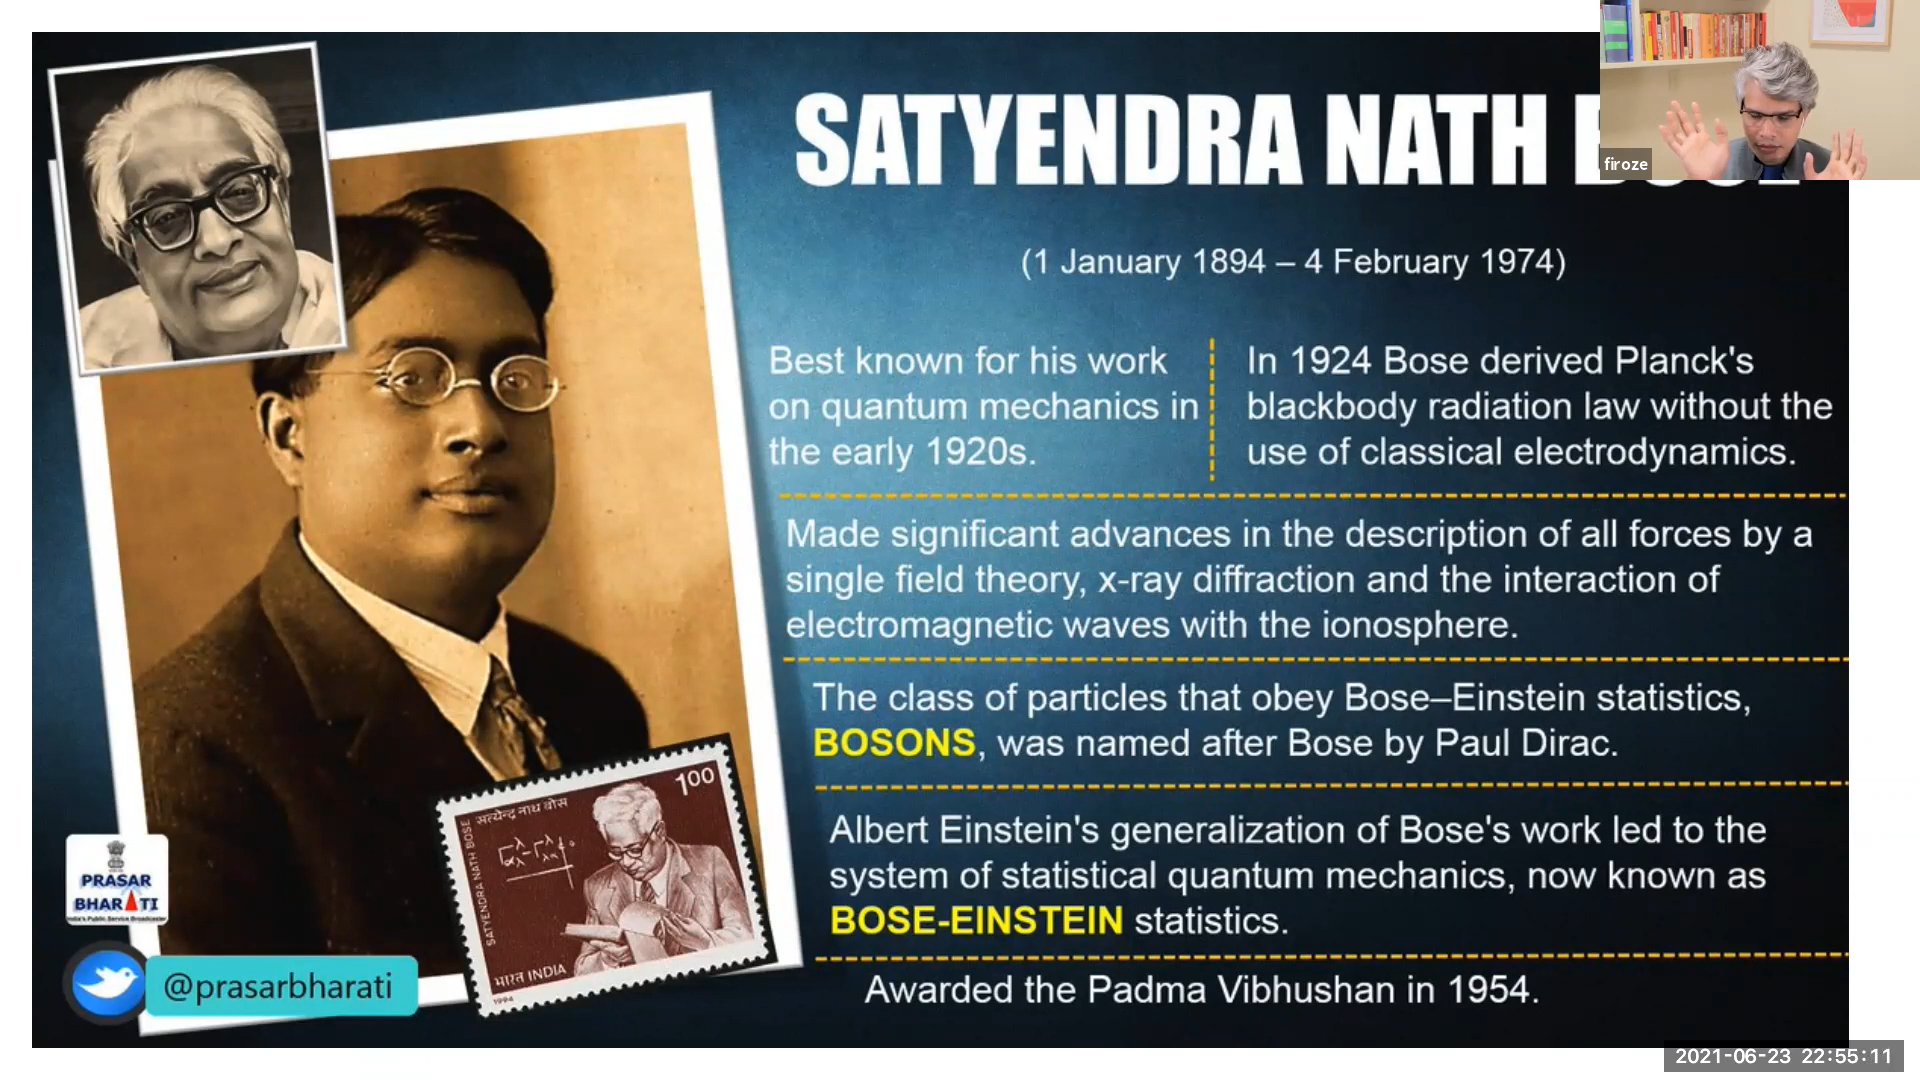 SATYENDRA NATH
firoze
(1 January 1894 – 4 February 1974)
Best known for his work
on quantum mechanics in
the early 1920s.
In 1924 Bose derived Planck's
blackbody radiation law without the
use of classical electrodynamics.
Made significant advances in the description of all forces by a
single field theory, x-ray diffraction and the interaction of
electromagnetic waves with the ionosphere.
The class of particles that obey Bose–Einstein statistics,
BOSONS, was named after Bose by Paul Dirac.
Albert Einstein's generalization of Bose's work led to the
system of statistical quantum mechanics, now known as
BOSE-EINSTEIN statistics.
Awarded the Padma Vibhushan in 1954.
100
सत्येन्द्र नाथ बोस
SATYENDRA NATH BOSE
भारत INDIA
1994
PRASAR
BHARATI
India's Public Service Broadcaster
@prasarbharati
2021-06-23 22:55:11